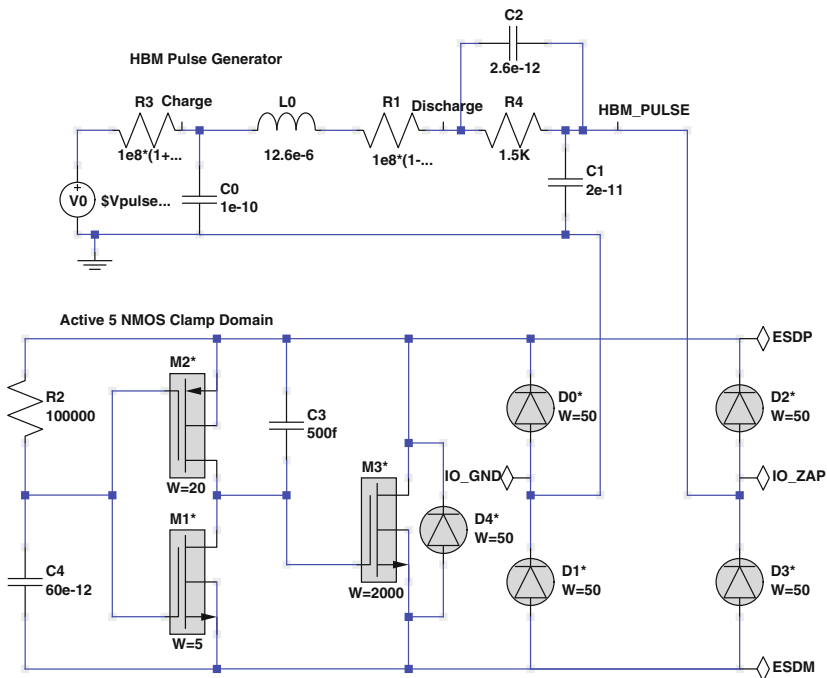 C2
2.6e-12
HBM Pulse Generator
R3
Charge
L0
R1
Discharge
R4
HBM_PULSE
1e8*(1+...
12.6e-6
1e8*(1-...
1.5K
C1
2e-11
+
V0
$Vpulse...
C0
1e-10
Active 5 NMOS Clamp Domain
ESDP
M2*
R2
100000
C3
500f
D0*
W=50
D2*
W=50
W=20
M3*
IO_GND
IO_ZAP
M1*
D4*
W=50
C4
60e-12
W=2000
D1*
W=50
D3*
W=50
W=5
ESDM